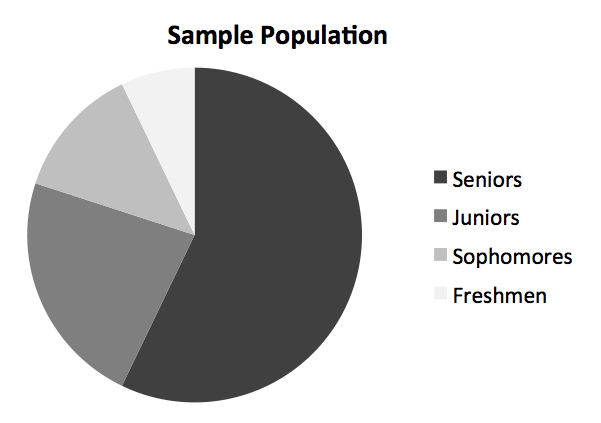 Sample Population
Seniors
Juniors
Sophomores
Freshmen